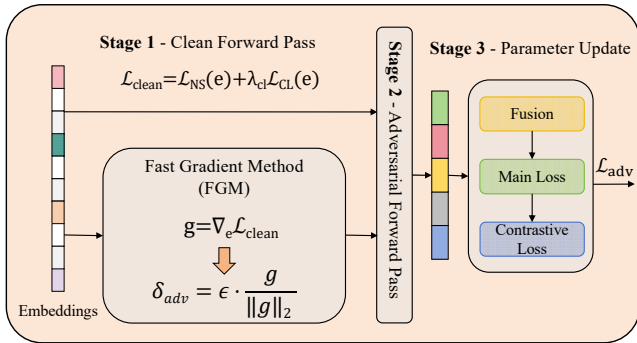 Stage 1 - Clean Forward Pass
ℒclean=ℒNS(e)+λclℒCL(e)
Fast Gradient Method
(FGM)
g=∇eℒclean
δadv = ϵ · g / ‖g‖2
Embeddings
Stage 2 - Adversarial Forward Pass
Stage 3 - Parameter Update
Fusion
Main Loss
Contrastive
Loss
ℒadv